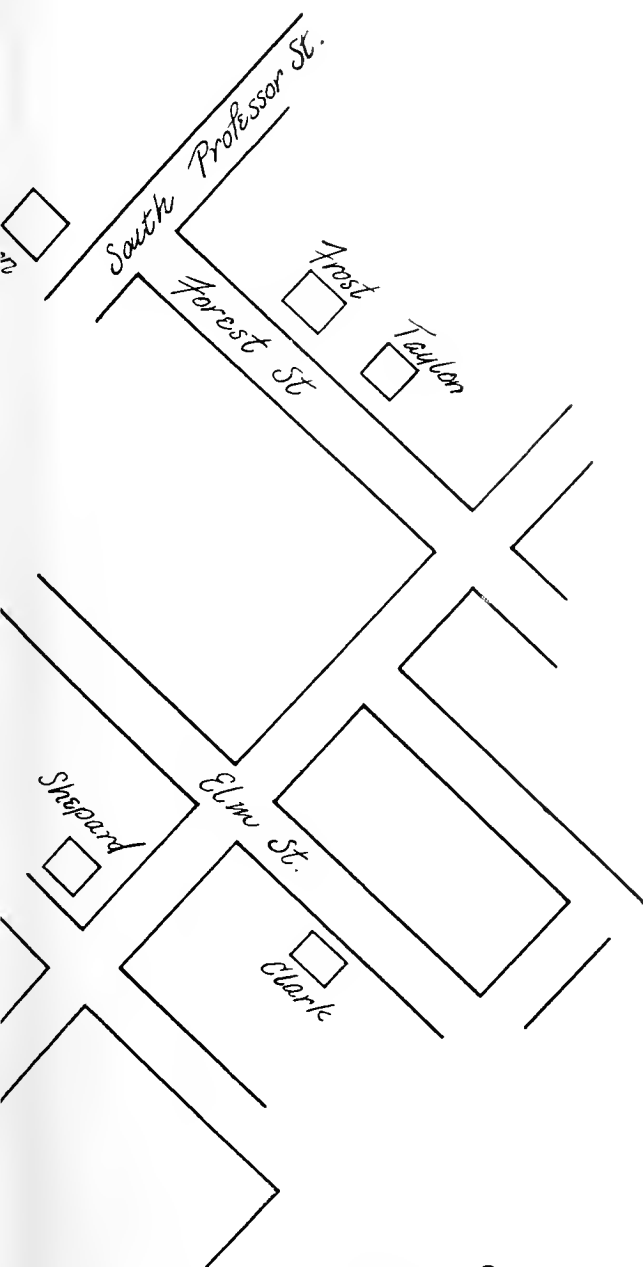 South Professor St.
Forest St
Frost
Taylor
Elm St.
Shepard
Clark